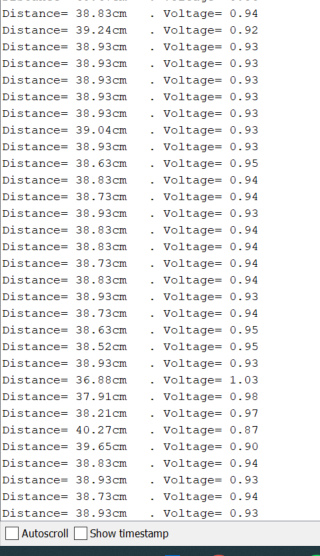 Distance= 38.83cm . Voltage= 0.94
Distance= 39.24cm . Voltage= 0.92
Distance= 38.93cm . Voltage= 0.93
Distance= 38.93cm . Voltage= 0.93
Distance= 38.93cm . Voltage= 0.93
Distance= 38.93cm . Voltage= 0.93
Distance= 39.04cm . Voltage= 0.93
Distance= 38.93cm . Voltage= 0.93
Distance= 38.63cm . Voltage= 0.95
Distance= 38.83cm . Voltage= 0.94
Distance= 38.73cm . Voltage= 0.94
Distance= 38.93cm . Voltage= 0.93
Distance= 38.83cm . Voltage= 0.94
Distance= 38.83cm . Voltage= 0.94
Distance= 38.73cm . Voltage= 0.94
Distance= 38.83cm . Voltage= 0.94
Distance= 38.93cm . Voltage= 0.93
Distance= 38.73cm . Voltage= 0.94
Distance= 38.63cm . Voltage= 0.95
Distance= 38.52cm . Voltage= 0.95
Distance= 38.93cm . Voltage= 0.93
Distance= 36.88cm . Voltage= 1.03
Distance= 37.91cm . Voltage= 0.98
Distance= 38.21cm . Voltage= 0.97
Distance= 40.27cm . Voltage= 0.87
Distance= 39.65cm . Voltage= 0.90
Distance= 38.83cm . Voltage= 0.94
Distance= 38.93cm . Voltage= 0.93
Distance= 38.73cm . Voltage= 0.94
Distance= 38.93cm . Voltage= 0.93
Autoscroll Show timestamp